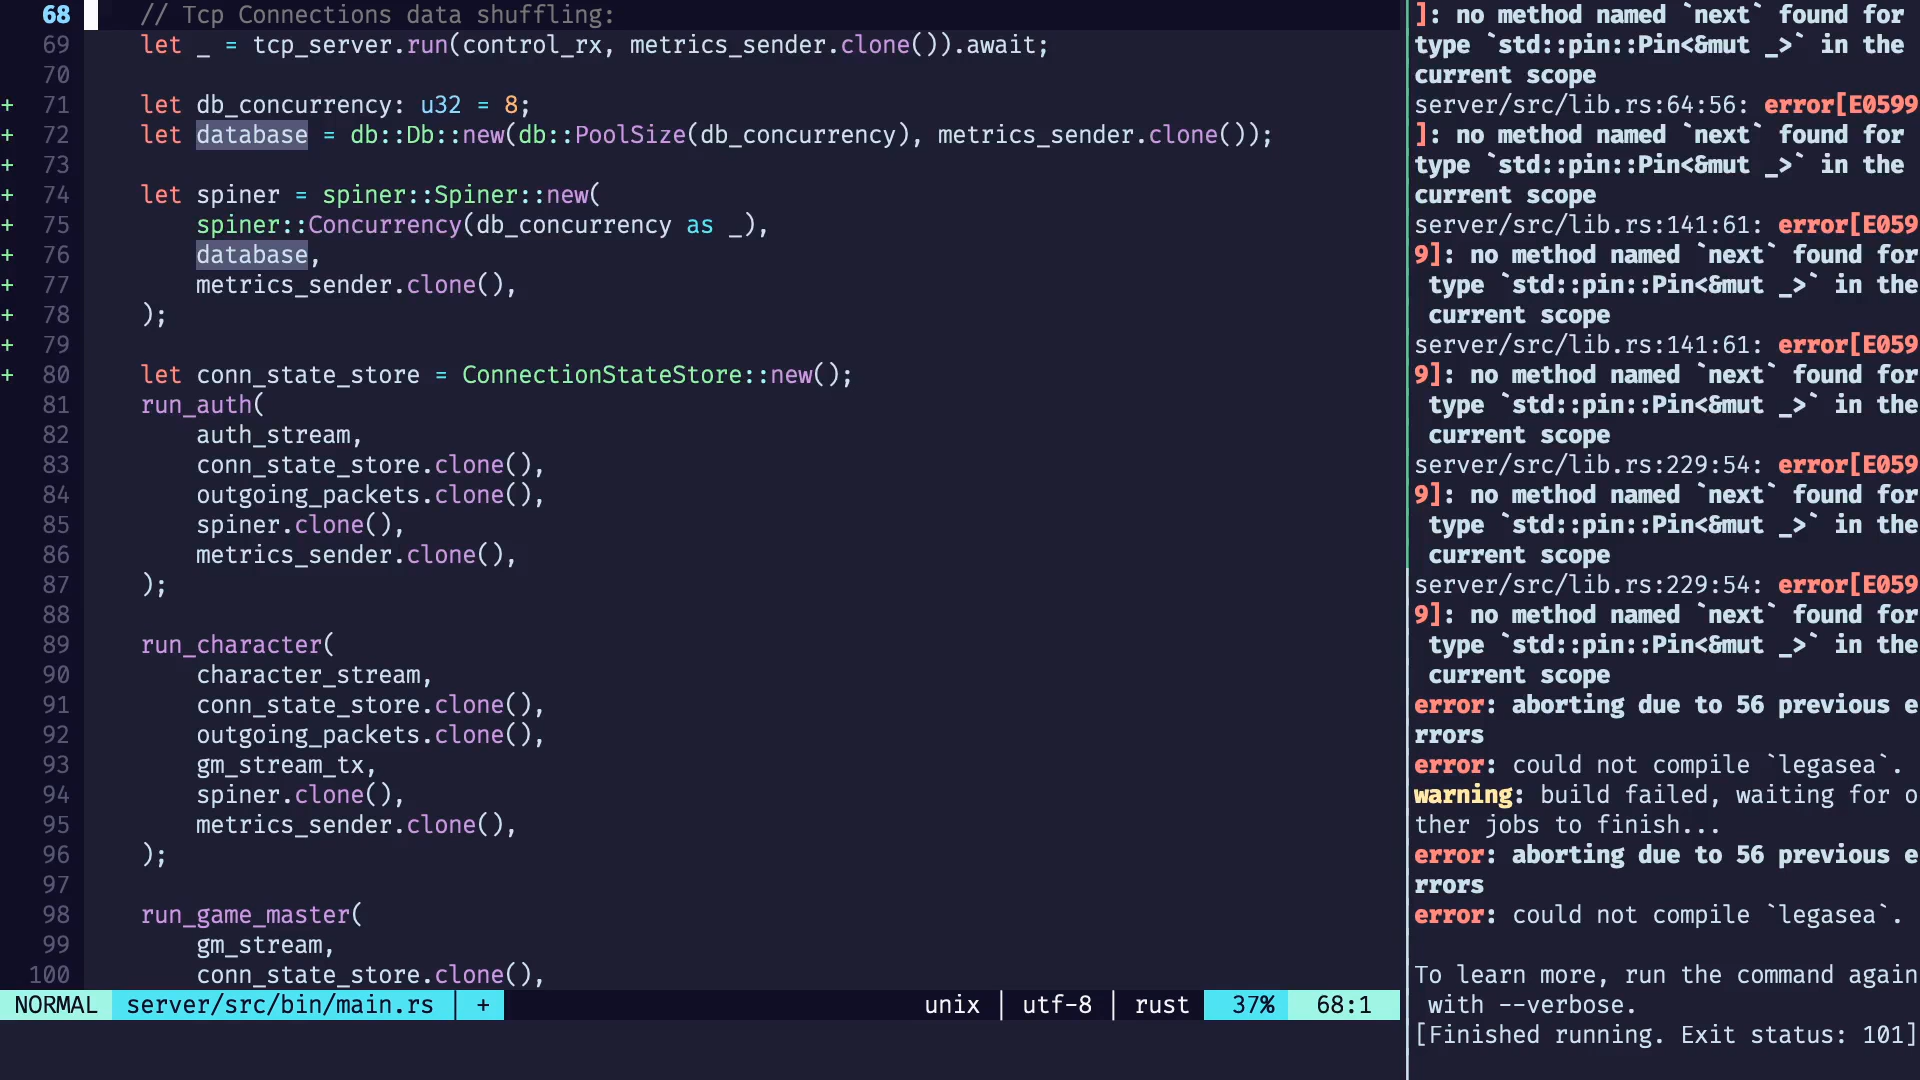 68 // Tcp Connections data shuffling:
69 let _ = tcp_server.run(control_rx, metrics_sender.clone()).await;
70
+ 71 let db_concurrency: u32 = 8;
+ 72 let database = db::Db::new(db::PoolSize(db_concurrency), metrics_sender.clone());
+ 73
+ 74 let spiner = spiner::Spiner::new(
+ 75 spiner::Concurrency(db_concurrency as _),
+ 76 database,
+ 77 metrics_sender.clone(),
+ 78 );
+ 79
+ 80 let conn_state_store = ConnectionStateStore::new();
81 run_auth(
82 auth_stream,
83 conn_state_store.clone(),
84 outgoing_packets.clone(),
85 spiner.clone(),
86 metrics_sender.clone(),
87 );
88
89 run_character(
90 character_stream,
91 conn_state_store.clone(),
92 outgoing_packets.clone(),
93 gm_stream_tx,
94 spiner.clone(),
95 metrics_sender.clone(),
96 );
97
98 run_game_master(
99 gm_stream,
100 conn_state_store.clone(),
NORMAL server/src/bin/main.rs | + unix | utf-8 | rust 37% 68:1
]: no method named `next` found for
type `std::pin::Pin<&mut _>` in the
current scope
server/src/lib.rs:64:56: error[E0599
]: no method named `next` found for
type `std::pin::Pin<&mut _>` in the
current scope
server/src/lib.rs:141:61: error[E059
9]: no method named `next` found for
type `std::pin::Pin<&mut _>` in the
current scope
server/src/lib.rs:141:61: error[E059
9]: no method named `next` found for
type `std::pin::Pin<&mut _>` in the
current scope
server/src/lib.rs:229:54: error[E059
9]: no method named `next` found for
type `std::pin::Pin<&mut _>` in the
current scope
server/src/lib.rs:229:54: error[E059
9]: no method named `next` found for
type `std::pin::Pin<&mut _>` in the
current scope
error: aborting due to 56 previous e
rrors
error: could not compile `legasea`.
warning: build failed, waiting for o
ther jobs to finish...
error: aborting due to 56 previous e
rrors
error: could not compile `legasea`.
To learn more, run the command again
with --verbose.
[Finished running. Exit status: 101]